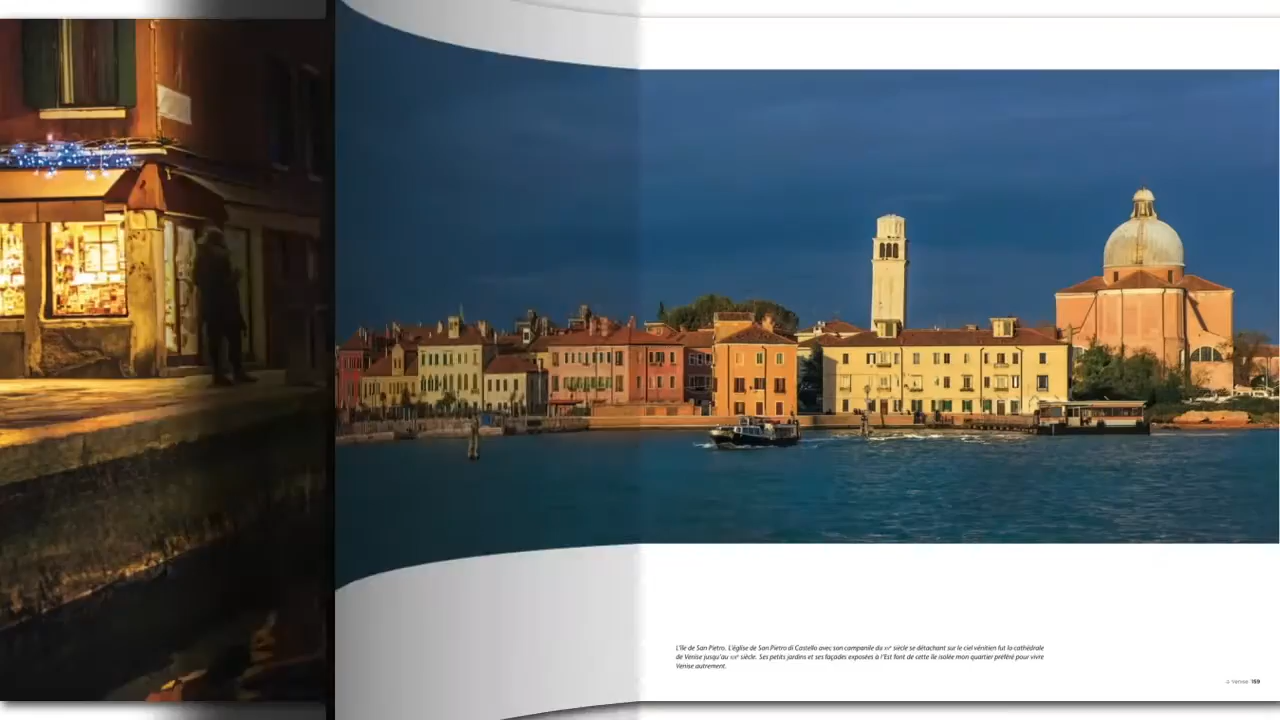 L'île de San Pietro. L'église de San Pietro di Castello avec son campanile du XVe siècle se détachant sur le ciel vénitien fut la cathédrale
de Venise jusqu'au XIXe siècle. Ses petits jardins et ses façades exposées à l'Est font de cette île isolée mon quartier préféré pour vivre
Venise autrement.
Venise 159